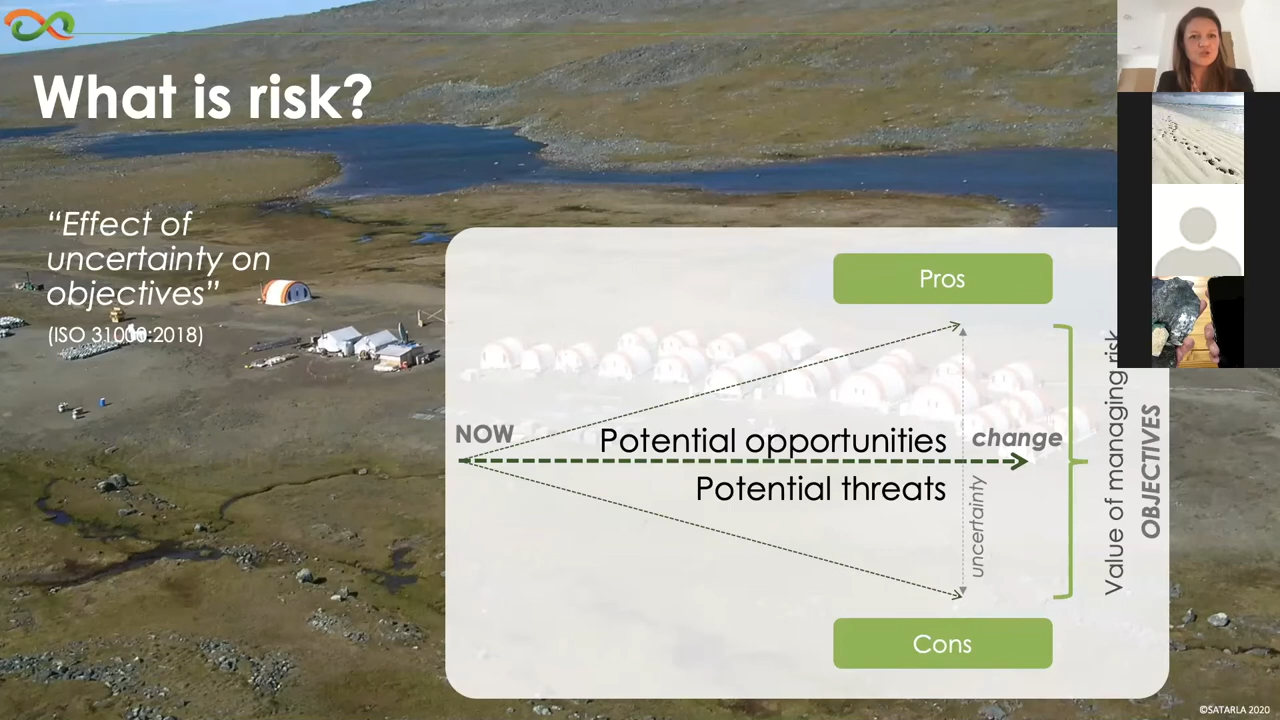 What is risk?
“Effect of
uncertainty on
objectives”
(ISO 31000:2018)
Pros
NOW
Potential opportunities
change
Potential threats
uncertainty
Value of managing risk
OBJECTIVES
Cons
©SATARLA 2020